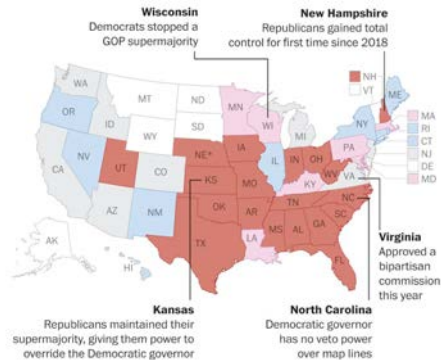 Wisconsin
Democrats stopped a
GOP supermajority
New Hampshire
Republicans gained total
control for first time since 2018
NH
VT
WA
MT
ND
MN
ME
OR
ID
SD
WI
MI
NY
MA
RI
CT
NJ
DE
MD
WY
IA
PA
NV
UT
NE*
IL
IN
OH
CA
CO
KS
MO
WV
VA
KY
NC
AZ
NM
OK
AR
TN
SC
TX
MS
AL
GA
LA
AK
FL
HI
Virginia
Approved a
bipartisan
commission
this year
Kansas
Republicans maintained their
supermajority, giving them power to
override the Democratic governor
North Carolina
Democratic governor
has no veto power
over map lines